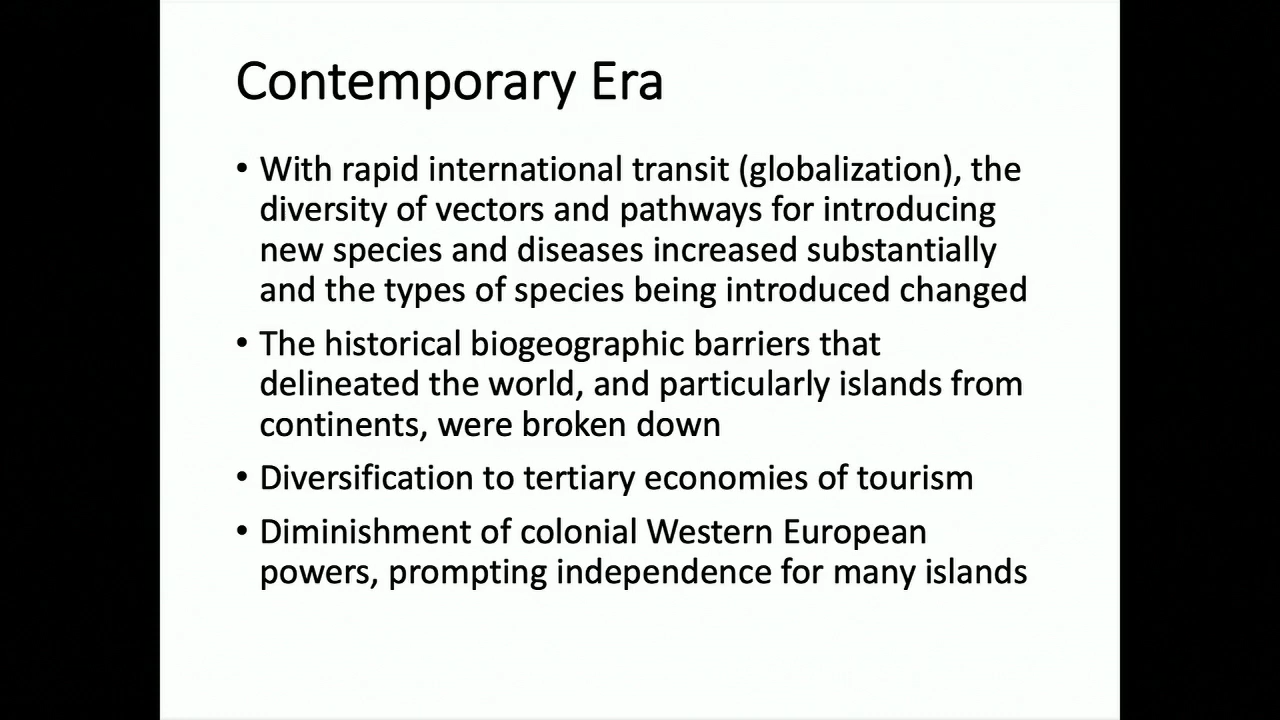 Contemporary Era
• With rapid international transit (globalization), the
diversity of vectors and pathways for introducing
new species and diseases increased substantially
and the types of species being introduced changed
• The historical biogeographic barriers that
delineated the world, and particularly islands from
continents, were broken down
• Diversification to tertiary economies of tourism
• Diminishment of colonial Western European
powers, prompting independence for many islands